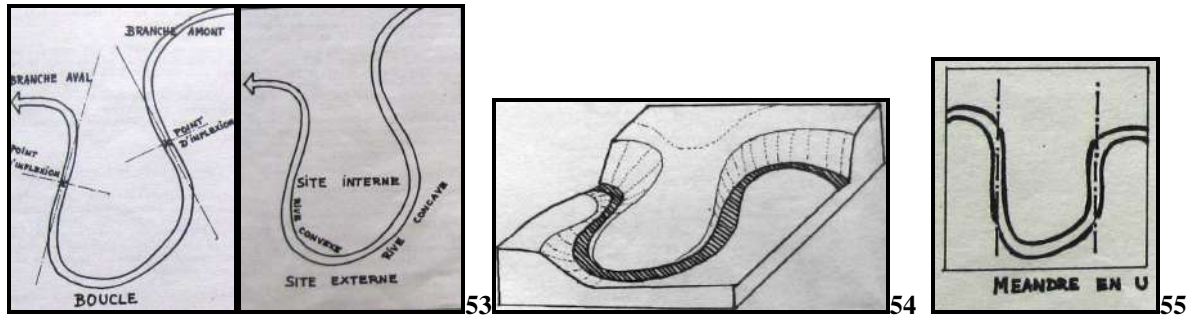 BRANCHE AMONT
BRANCHE AVAL
POINT
D'INFLEXION
POINT
D'INFLEXION
BOUCLE
SITE INTERNE
RIVE
CONVEXE
RIVE CONCAVE
SITE EXTERNE
53
54
MEANDRE EN U
55